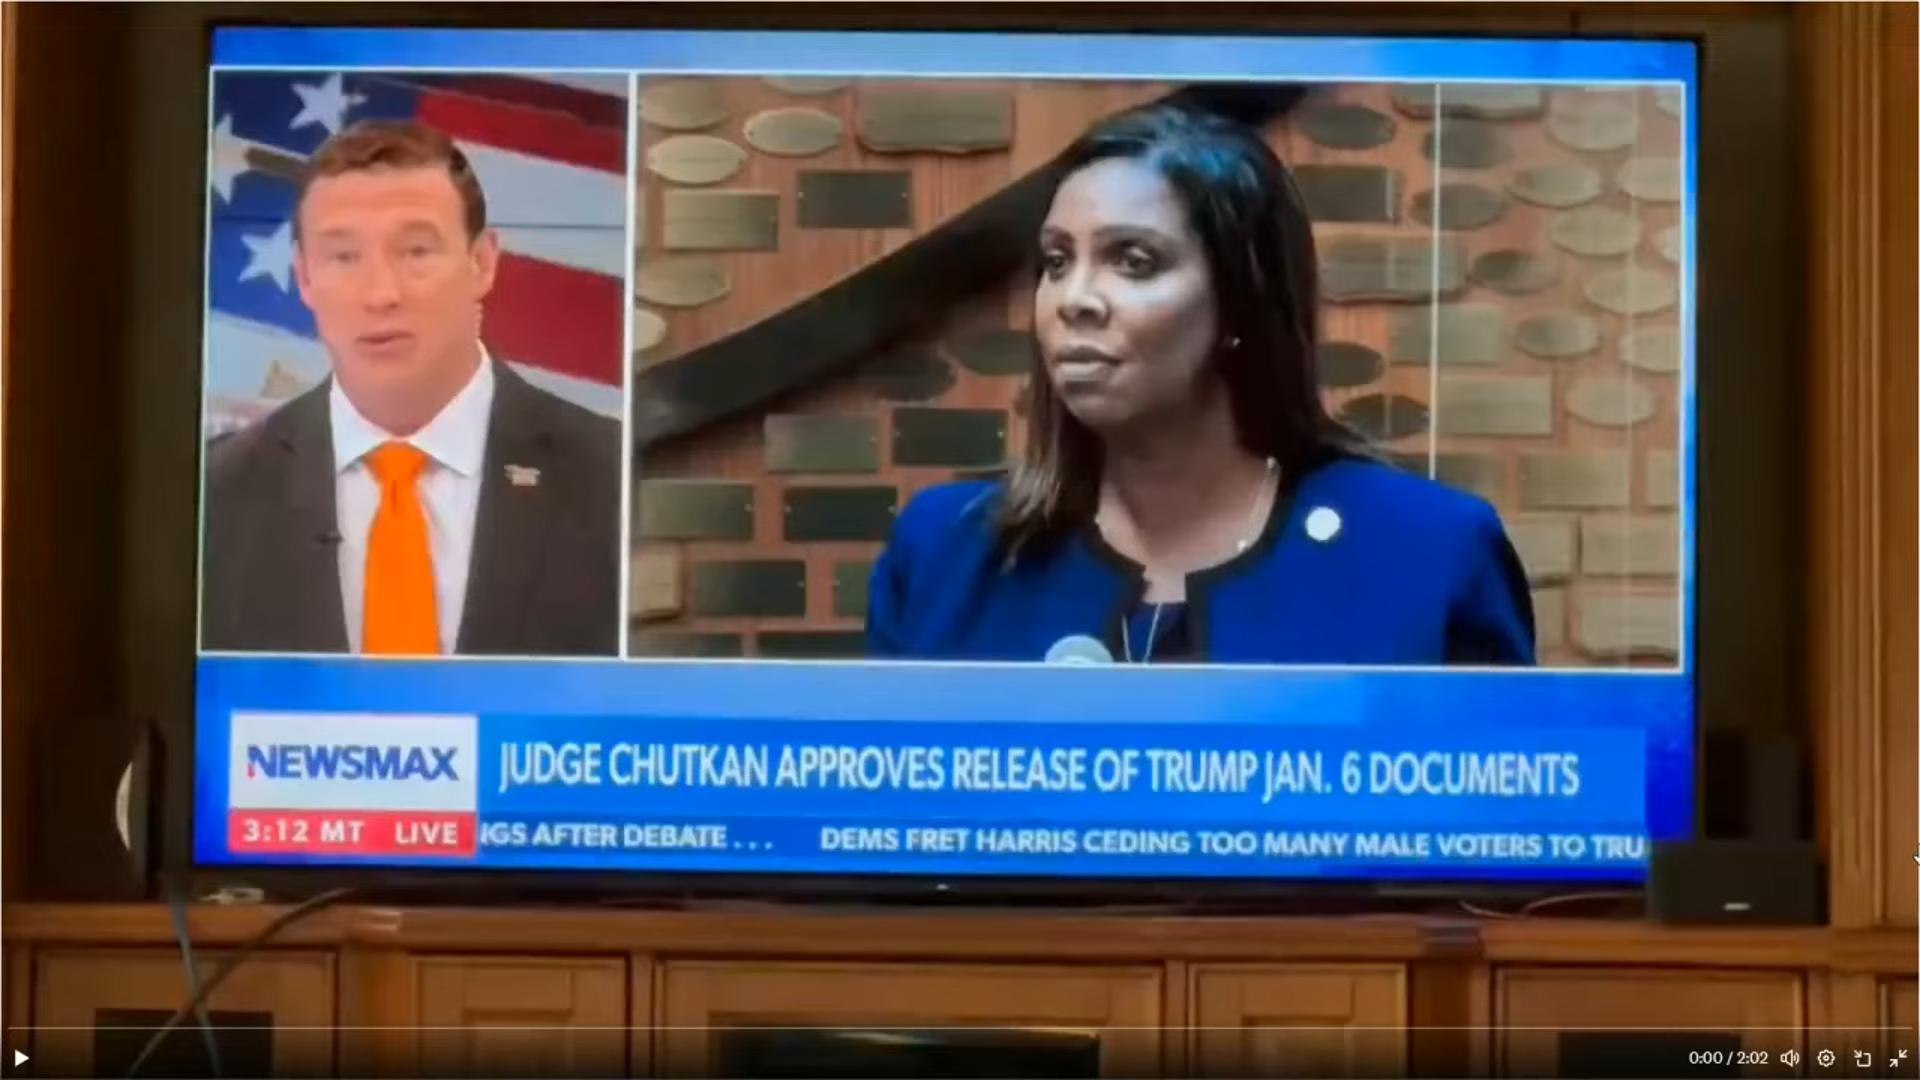 NEWSMAX
JUDGE CHUTKAN APPROVES RELEASE OF TRUMP JAN. 6 DOCUMENTS
3:12 MT LIVE
NGS AFTER DEBATE . . . DEMS FRET HARRIS CEDING TOO MANY MALE VOTERS TO TRU
0:00 / 2:02